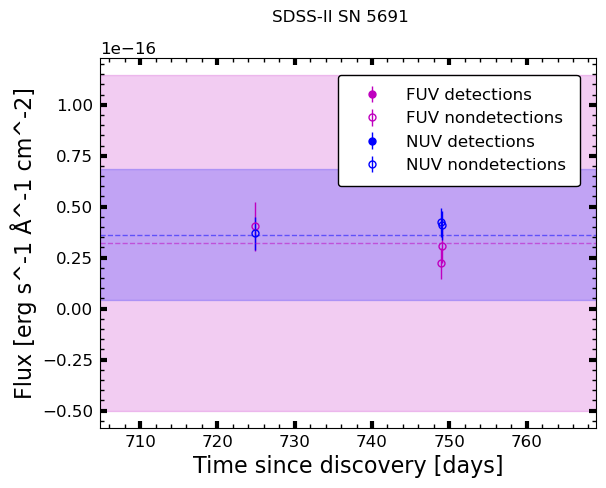 SDSS-II SN 5691
1e−16
FUV detections
FUV nondetections
NUV detections
NUV nondetections
1.00
0.75
0.50
0.25
0.00
−0.25
−0.50
Flux [erg s^-1 Å^-1 cm^-2]
710 720 730 740 750 760
Time since discovery [days]